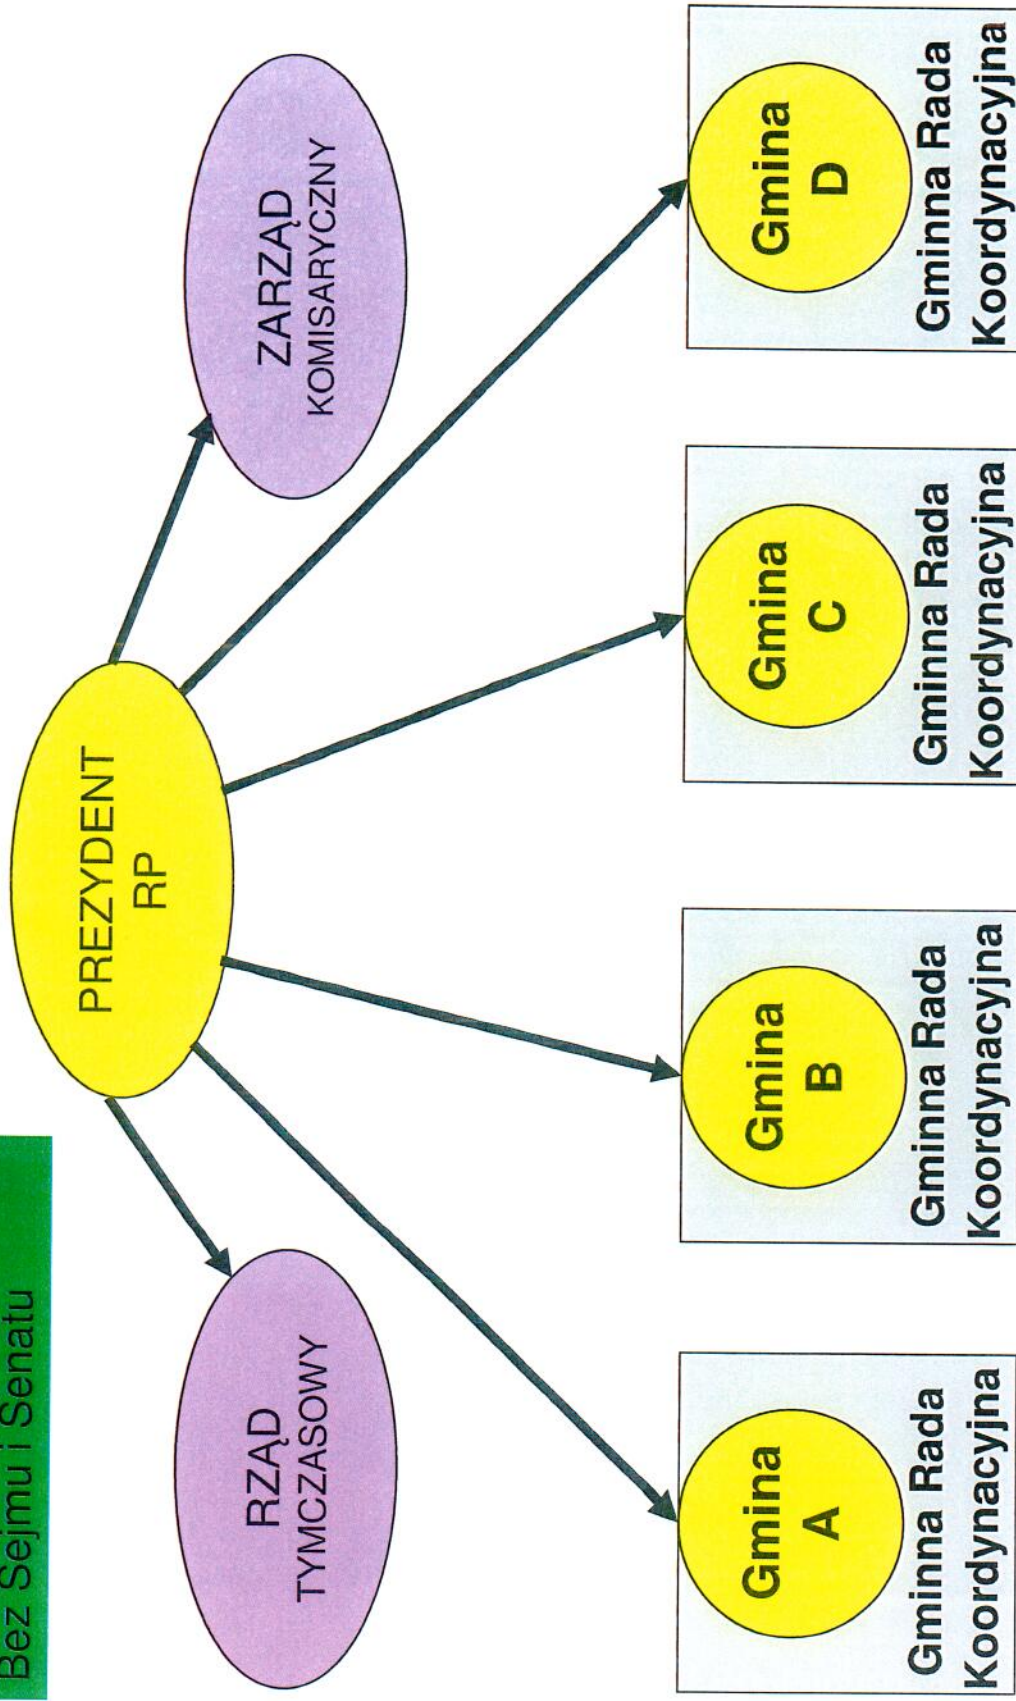 Bez Sejmu i Senatu
PREZYDENT
RP
RZĄD
TYMCZASOWY
ZARZĄD
KOMISARYCZNY
Gmina
A
Gminna Rada
Koordynacyjna
Gmina
B
Gminna Rada
Koordynacyjna
Gmina
C
Gminna Rada
Koordynacyjna
Gmina
D
Gminna Rada
Koordynacyjna